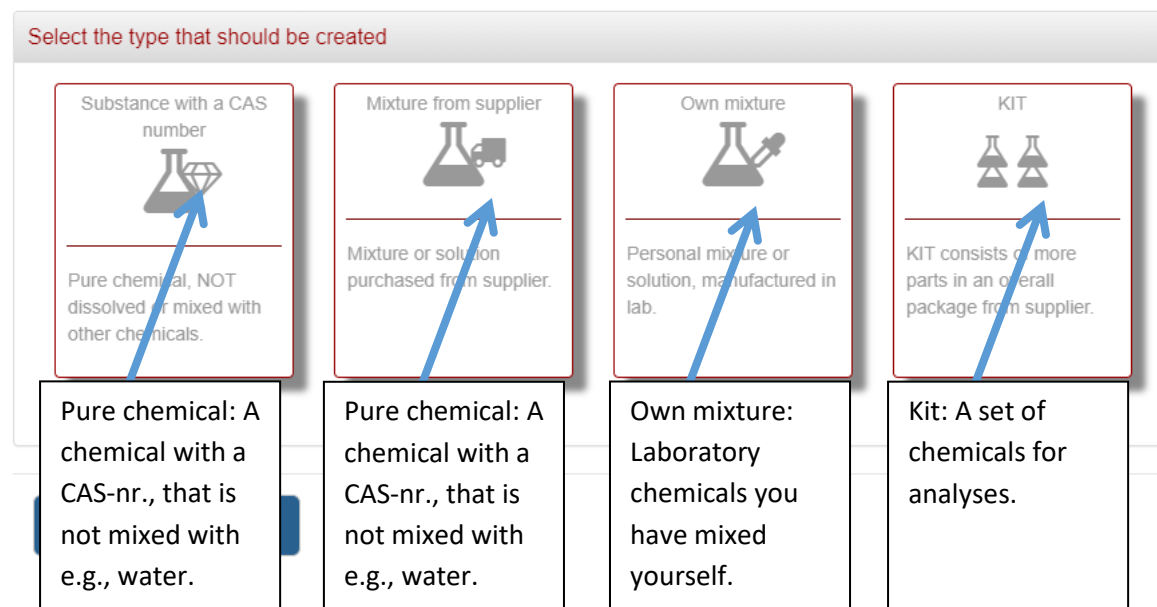 Select the type that should be created
Substance with a CAS
number
Pure chemical, NOT
dissolved or mixed with
other chemicals.
Mixture from supplier
Mixture or solution
purchased from supplier.
Own mixture
Personal mixture or
solution, manufactured in
lab.
KIT
KIT consists of more
parts in an overall
package from supplier.
Pure chemical: A
chemical with a
CAS-nr., that is
not mixed with
e.g., water.
Pure chemical: A
chemical with a
CAS-nr., that is
not mixed with
e.g., water.
Own mixture:
Laboratory
chemicals you
have mixed
yourself.
Kit: A set of
chemicals for
analyses.